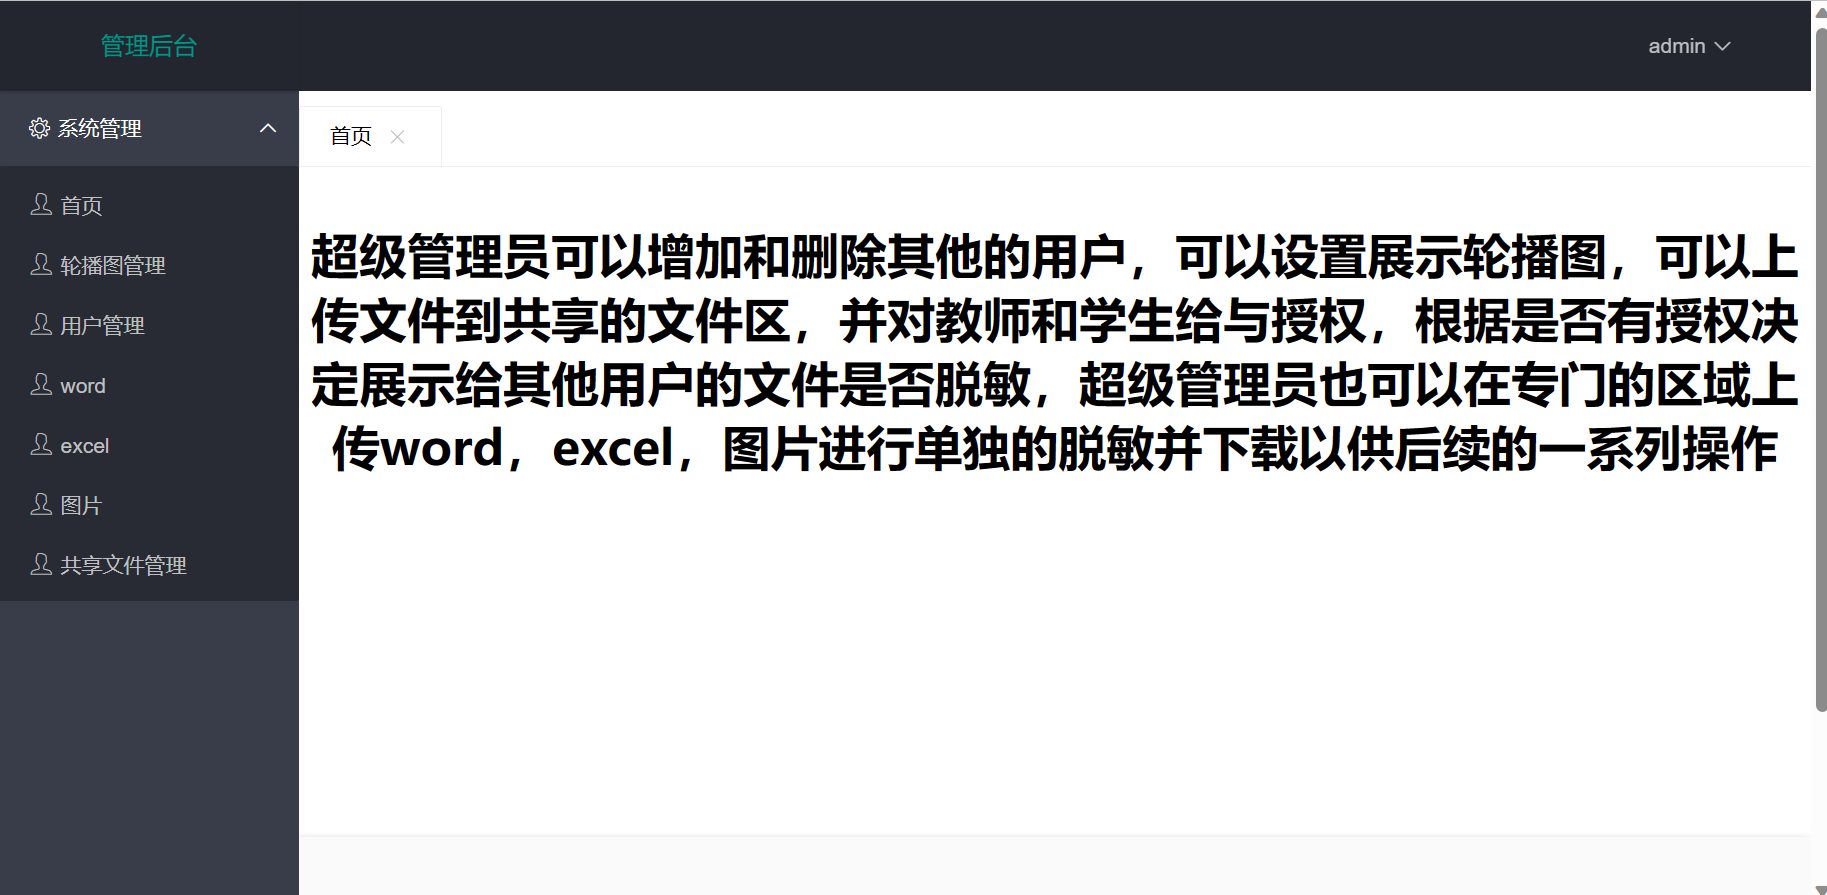 管理后台
admin
系统管理
首页
首页
轮播图管理
用户管理
word
excel
图片
共享文件管理
超级管理员可以增加和删除其他的用户，可以设置展示轮播图，可以上
传文件到共享的文件区，并对教师和学生给与授权，根据是否有授权决
定展示给其他用户的文件是否脱敏，超级管理员也可以在专门的区域上
传word，excel，图片进行单独的脱敏并下载以供后续的一系列操作